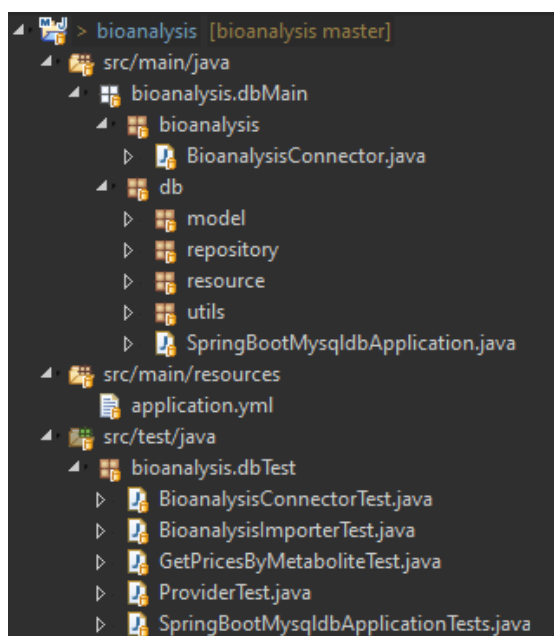 > bioanalysis [bioanalysis master]
src/main/java
bioanalysis.dbMain
bioanalysis
BioanalysisConnector.java
db
model
repository
resource
utils
SpringBootMysqldbApplication.java
src/main/resources
application.yml
src/test/java
bioanalysis.dbTest
BioanalysisConnectorTest.java
BioanalysisImporterTest.java
GetPricesByMetaboliteTest.java
ProviderTest.java
SpringBootMysqldbApplicationTests.java